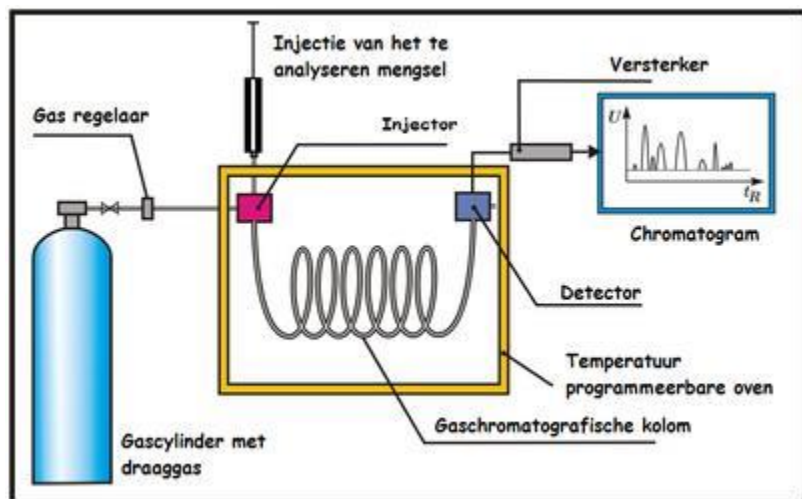 Injectie van het te
analyseren mengsel
Versterker
Gas regelaar
Injector
U
t_R
Chromatogram
Detector
Temperatuur
programmeerbare oven
Gaschromatografische kolom
Gascylinder met
draaggas